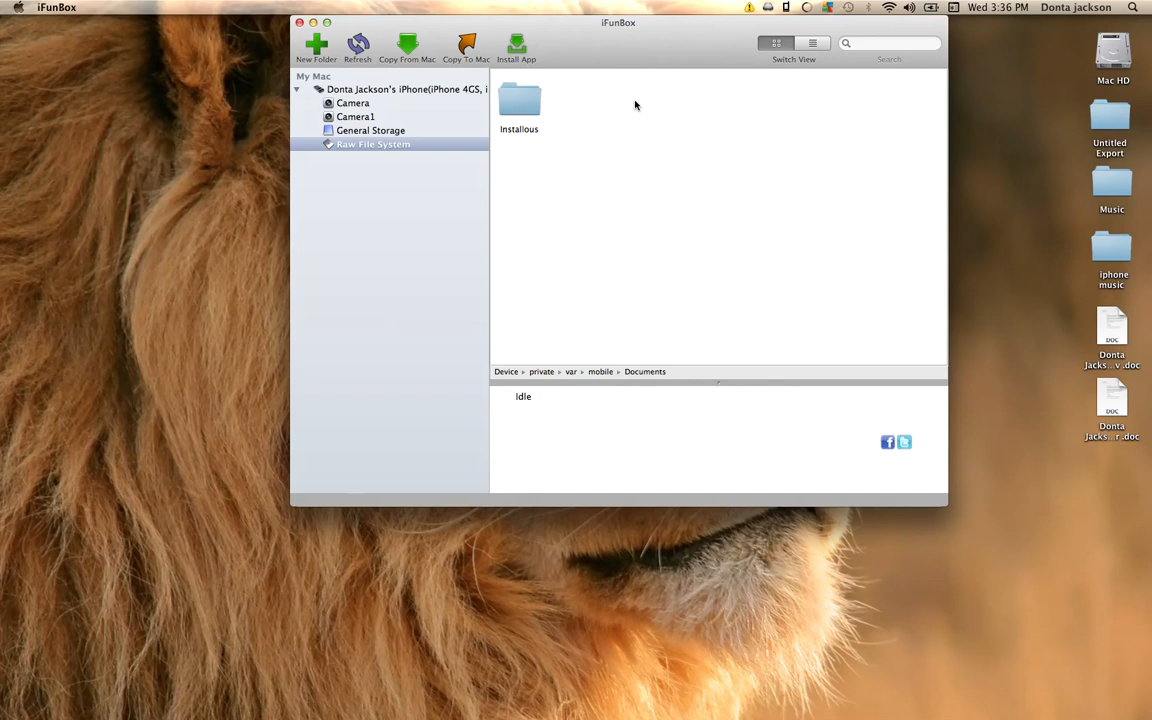 iFunBox
Wed 3:36 PM Donta jackson
iFunBox
New Folder Refresh Copy From Mac Copy To Mac Install App Switch View Search
My Mac
Donta Jackson's iPhone(iPhone 4GS, i
Camera
Camera1
General Storage
Raw File System
Installous
Device private var mobile Documents
Idle
Mac HD
Untitled
Export
Music
iphone
music
DOC
Donta
Jacks...v .doc
DOC
Donta
Jacks...r .doc